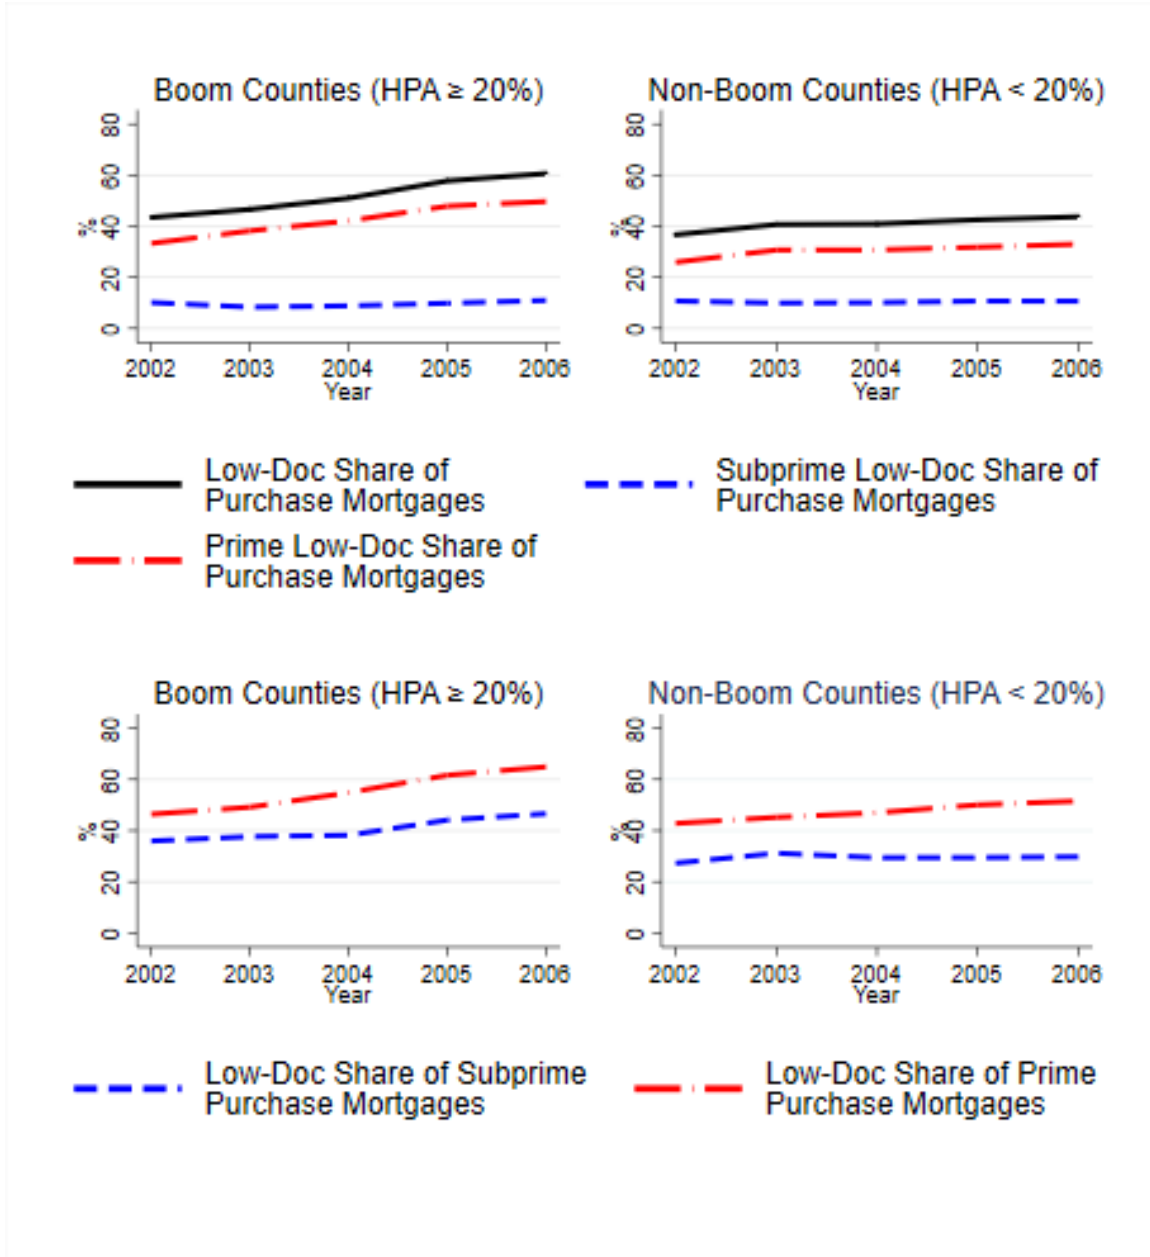 Boom Counties (HPA ≥ 20%)
Non-Boom Counties (HPA < 20%)
80
60
40
20
0
%
2002 2003 2004 2005 2006
Year
80
60
40
20
0
%
2002 2003 2004 2005 2006
Year
Low-Doc Share of
Purchase Mortgages
Subprime Low-Doc Share of
Purchase Mortgages
Prime Low-Doc Share of
Purchase Mortgages
Boom Counties (HPA ≥ 20%)
Non-Boom Counties (HPA < 20%)
80
60
40
20
0
%
2002 2003 2004 2005 2006
Year
80
60
40
20
0
%
2002 2003 2004 2005 2006
Year
Low-Doc Share of Subprime
Purchase Mortgages
Low-Doc Share of Prime
Purchase Mortgages